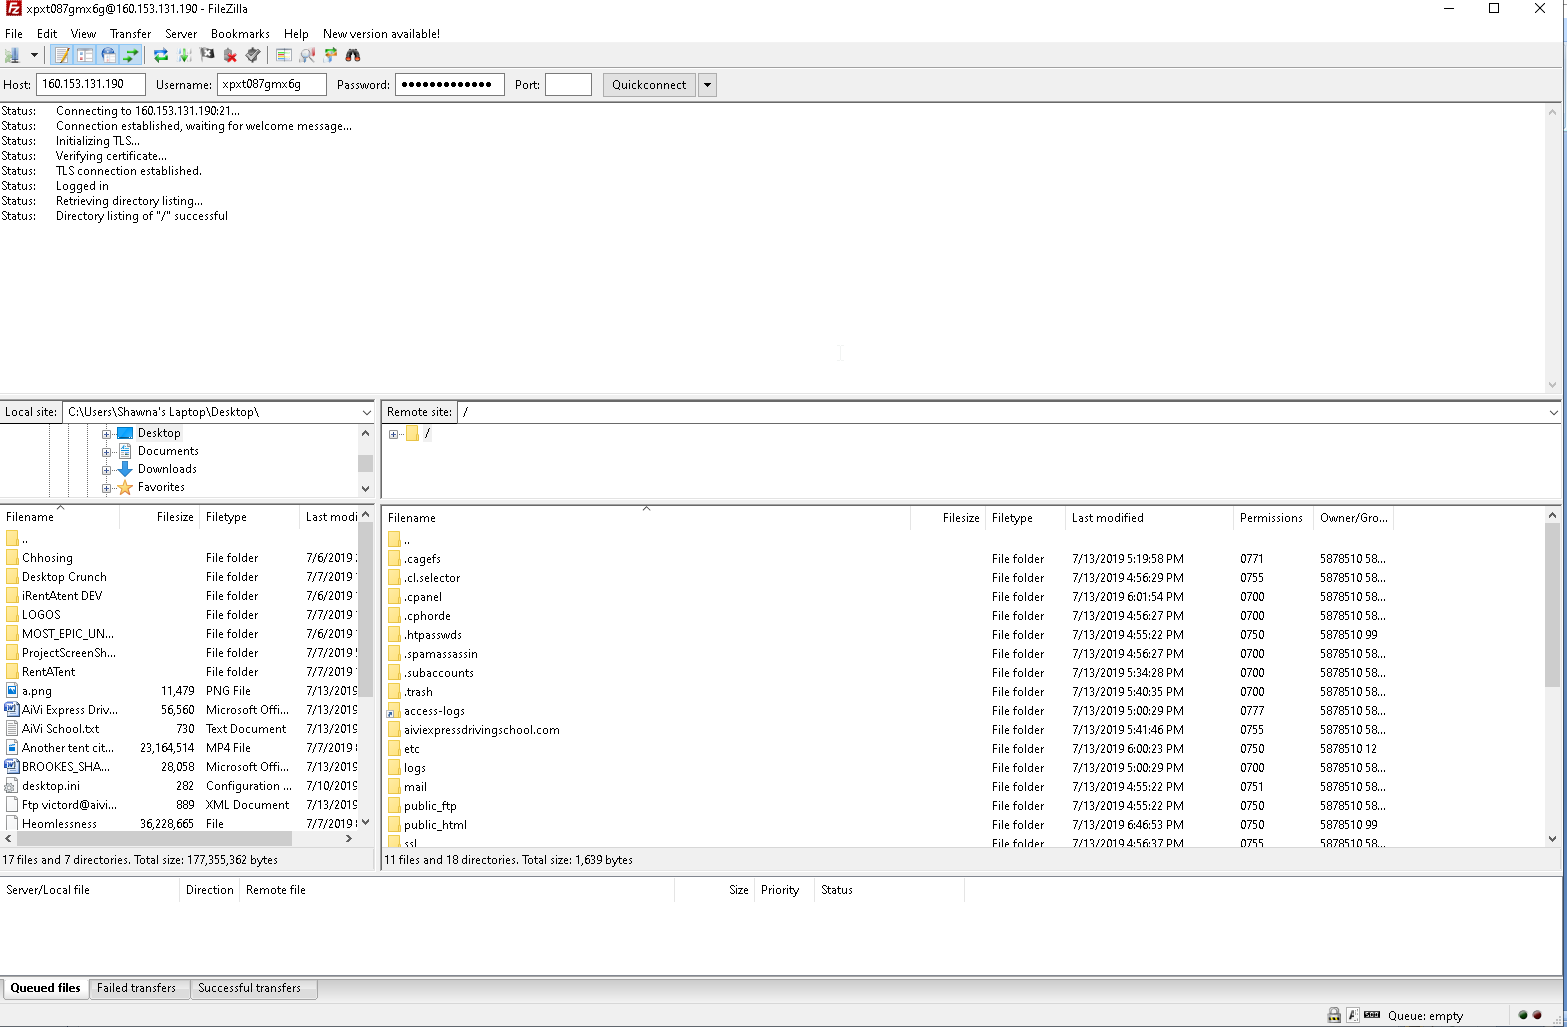 xpxt087gmx6g@160.153.131.190 - FileZilla
File Edit View Transfer Server Bookmarks Help New version available!
Host: 160.153.131.190 Username: xpxt087gmx6g Password: ●●●●●●●●●●●●● Port: Quickconnect
Status: Connecting to 160.153.131.190:21...
Status: Connection established, waiting for welcome message...
Status: Initializing TLS...
Status: Verifying certificate...
Status: TLS connection established.
Status: Logged in
Status: Retrieving directory listing...
Status: Directory listing of "/" successful
Local site: C:\Users\Shawna's Laptop\Desktop\
Desktop
Documents
Downloads
Favorites
Filename Filesize Filetype Last modi
..
Chhosing File folder 7/6/2019
Desktop Crunch File folder 7/7/2019
iRentAtent DEV File folder 7/6/2019
LOGOS File folder 7/7/2019
MOST_EPIC_UN... File folder 7/6/2019
ProjectScreenSh... File folder 7/7/2019
RentATent File folder 7/7/2019
a.png 11,479 PNG File 7/13/2019
AiVi Express Driv... 56,560 Microsoft Offi... 7/13/2019
AiVi School.txt 730 Text Document 7/13/2019
Another tent cit... 23,164,514 MP4 File 7/7/2019
BROOKES_SHA... 28,058 Microsoft Offi... 7/13/2019
desktop.ini 282 Configuration ... 7/10/2019
Ftp victord@aivi... 889 XML Document 7/13/2019
Heomlessness 36,228,665 File 7/7/2019
17 files and 7 directories. Total size: 177,355,362 bytes
Remote site: /
/
Filename Filesize Filetype Last modified Permissions Owner/Gro...
..
.cagefs File folder 7/13/2019 5:19:58 PM 0771 5878510 58...
.cl.selector File folder 7/13/2019 4:56:29 PM 0755 5878510 58...
.cpanel File folder 7/13/2019 6:01:54 PM 0700 5878510 58...
.cphorde File folder 7/13/2019 4:56:27 PM 0700 5878510 58...
.htpasswds File folder 7/13/2019 4:55:22 PM 0750 5878510 99
.spamassassin File folder 7/13/2019 4:56:27 PM 0700 5878510 58...
.subaccounts File folder 7/13/2019 5:34:28 PM 0700 5878510 58...
.trash File folder 7/13/2019 5:40:35 PM 0700 5878510 58...
access-logs File folder 7/13/2019 5:00:29 PM 0777 5878510 58...
aiviexpressdrivingschool.com File folder 7/13/2019 5:41:46 PM 0755 5878510 58...
etc File folder 7/13/2019 6:00:23 PM 0750 5878510 12
logs File folder 7/13/2019 5:00:29 PM 0700 5878510 58...
mail File folder 7/13/2019 4:55:22 PM 0751 5878510 58...
public_ftp File folder 7/13/2019 4:55:22 PM 0750 5878510 58...
public_html File folder 7/13/2019 6:46:53 PM 0750 5878510 99
ssl File folder 7/13/2019 4:56:37 PM 0755 5878510 58...
11 files and 18 directories. Total size: 1,639 bytes
Server/Local file Direction Remote file Size Priority Status
Queued files Failed transfers Successful transfers
Queue: empty